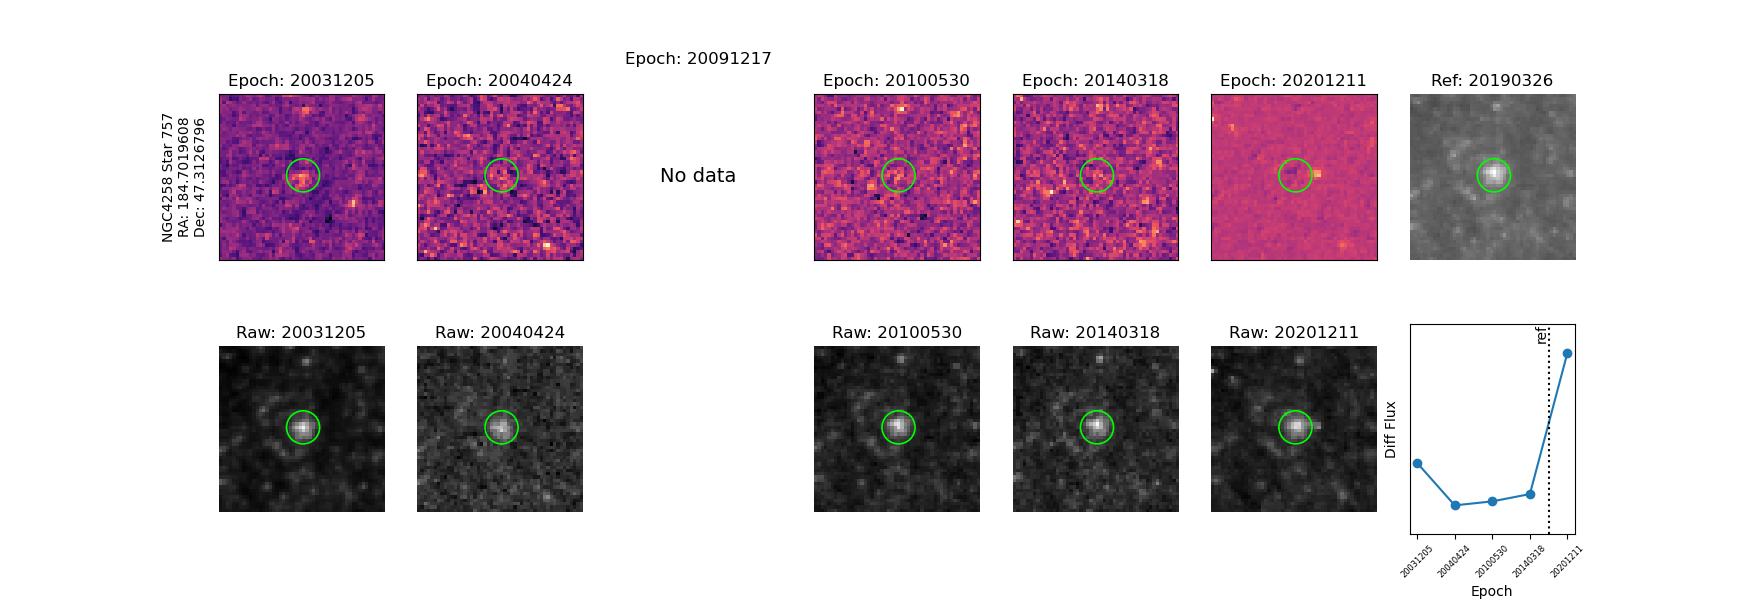 Epoch: 20091217
Epoch: 20031205
Epoch: 20040424
Epoch: 20100530
Epoch: 20140318
Epoch: 20201211
Ref: 20190326
NGC4258 Star 757
RA: 184.7019608
Dec: 47.3126796
No data
Raw: 20031205
Raw: 20040424
Raw: 20100530
Raw: 20140318
Raw: 20201211
ref
Diff Flux
20031205
20040424
20100530
20140318
20201211
Epoch